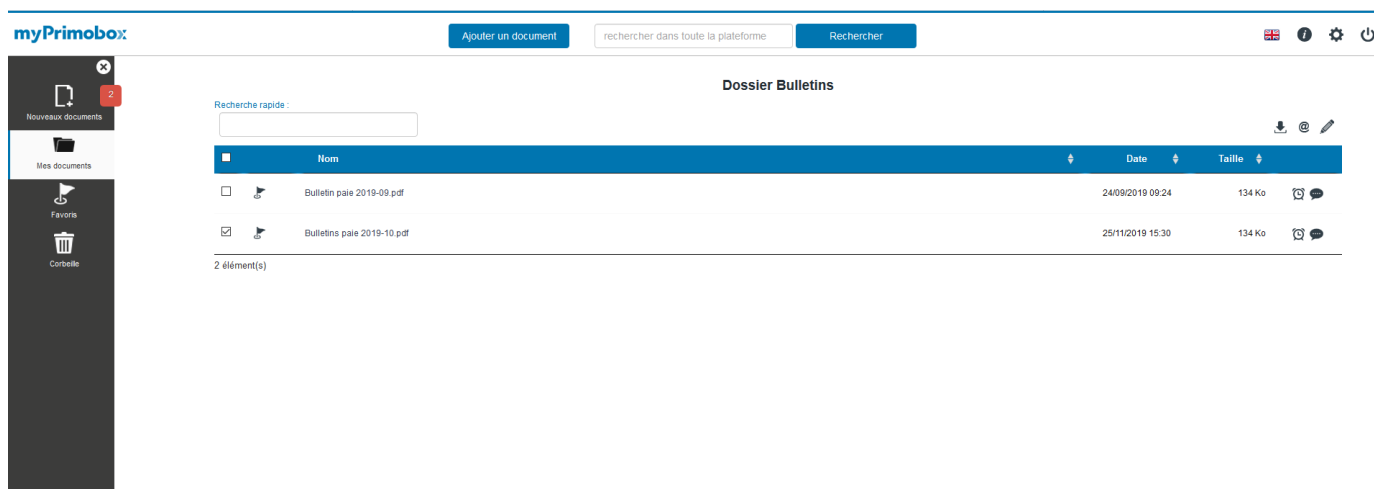 myPrimobox
Ajouter un document
rechercher dans toute la plateforme
Rechercher
2
Nouveaux documents
Mes documents
Favoris
Corbeille
Dossier Bulletins
Recherche rapide :
@
Nom Date Taille
Bulletin paie 2019-09.pdf 24/09/2019 09:24 134 Ko
Bulletins paie 2019-10.pdf 25/11/2019 15:30 134 Ko
2 élément(s)